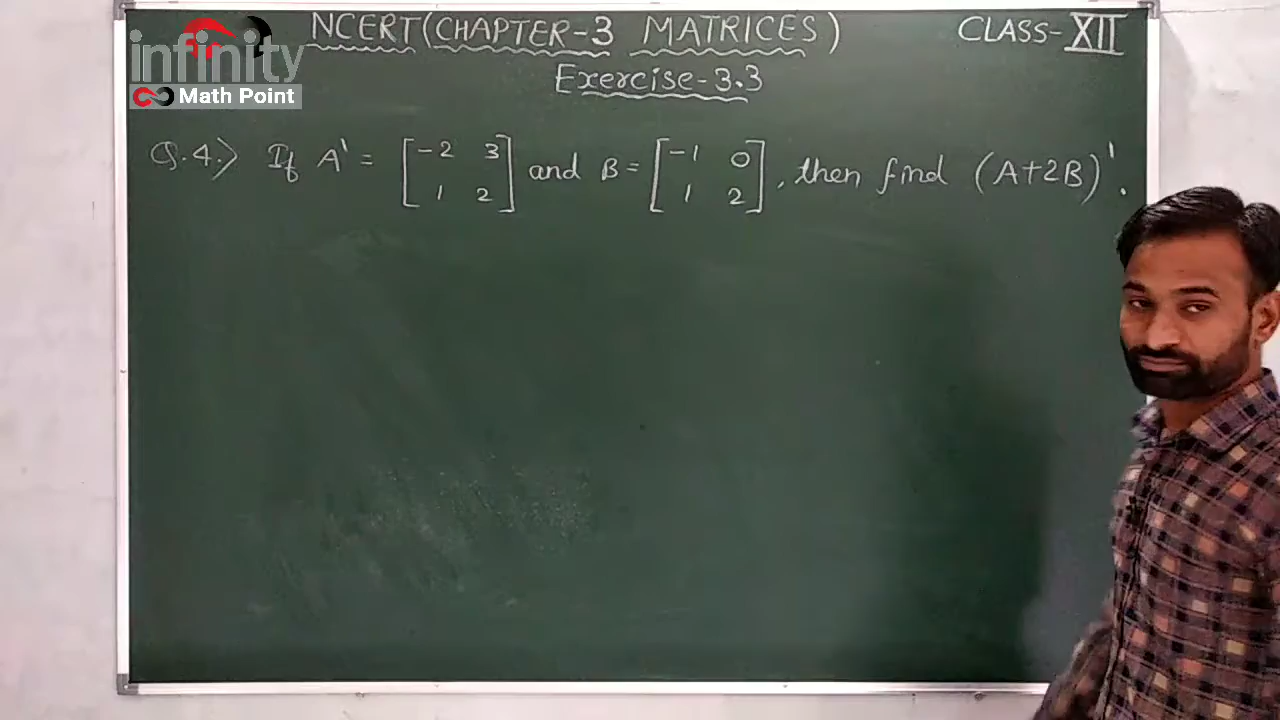 infinity
Math Point
NCERT (CHAPTER-3 MATRICES) CLASS-XII
Exercise-3.3
Q.4.> If A' = [-2 3 and B = [-1 0 , then find (A+2B)'.
1 2] 1 2]